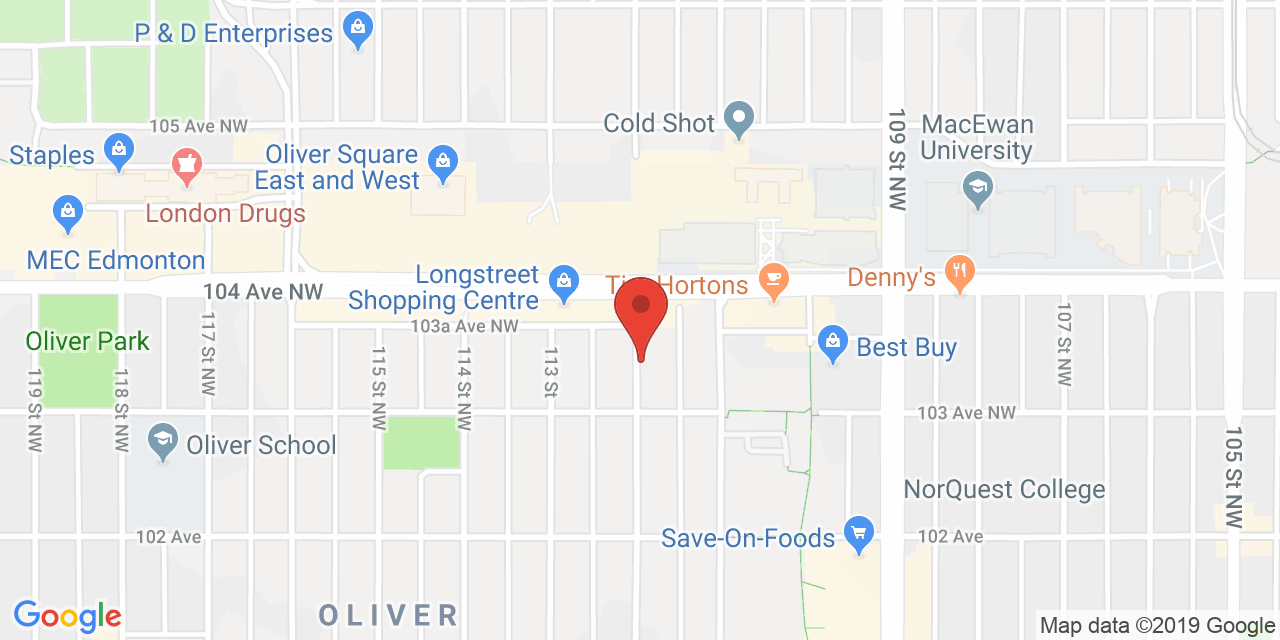 P & D Enterprises
Cold Shot
109 St NW
MacEwan
University
105 Ave NW
Staples
Oliver Square
East and West
London Drugs
MEC Edmonton
Longstreet
Shopping Centre
Tim Hortons
Denny's
104 Ave NW
103a Ave NW
Oliver Park
117 St NW
115 St NW
114 St NW
113 St
Best Buy
107 St NW
119 St NW
118 St NW
103 Ave NW
Oliver School
105 St NW
NorQuest College
102 Ave
Save-On-Foods
102 Ave
OLIVER
Google
Map data ©2019 Google